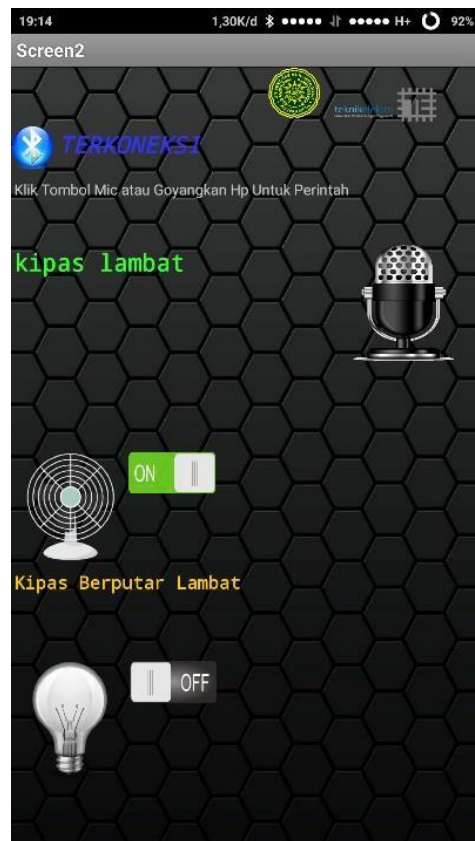 19:14 1,30K/d H+ 92%
Screen2
teknikelektro
TERKONEKSI
Klik Tombol Mic atau Goyangkan Hp Untuk Perintah
kipas lambat
ON
Kipas Berputar Lambat
OFF